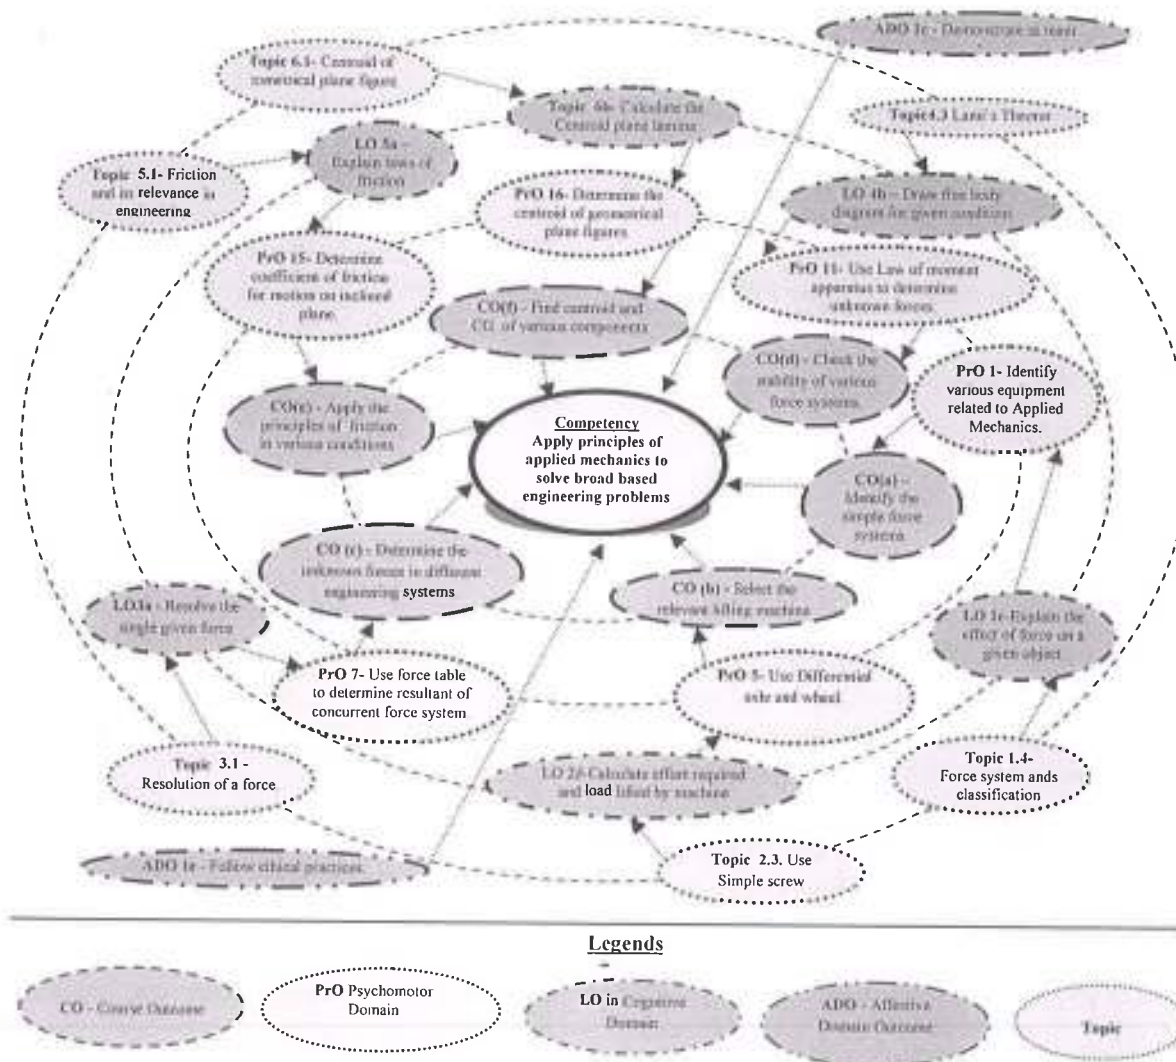 ADO 1c - Demonstrate as team
Topic 6.1- Centroid of
geometrical plane figure
Topic 6b- Calculate the
Centroid plane lamina
Topic4.3 Lami's Theorem
LO 5a –
Explain laws of
friction
Topic 5.1- Friction
and its relevance in
engineering
PrO 16- Determine the
centroid of geometrical
plane figures.
LO 4b – Draw free body
diagram for given condition
PrO 15- Determine
coefficient of friction
for motion on inclined
plane.
PrO 11- Use Law of moment
apparatus to determine
unknown forces
CO(f) - Find centroid and
CG of various components
CO(d) - Check the
stability of various
force systems.
PrO 1- Identify
various equipment
related to Applied
Mechanics.
CO(e) - Apply the
principles of friction
in various conditions
Competency
Apply principles of
applied mechanics to
solve broad based
engineering problems
CO(a) –
Identify the
simple force
systems
CO (c) - Determine the
unknown forces in different
engineering systems
CO (b) - Select the
relevant lifting machine
LO3a - Resolve the
single given force
LO 1c-Explain the
effect of force on a
given object
PrO 7- Use force table
to determine resultant of
concurrent force system
PrO 5- Use Differential
axle and wheel
Topic 3.1 -
Resolution of a force
LO 2d-Calculate effort required
and load lifted by machine
Topic 1.4-
Force system ands
classification
ADO 1a - Follow ethical practices.
Topic 2.3. Use
Simple screw
Legends
CO - Course Outcome
PrO Psychomotor
Domain
LO in Cognitive
Domain
ADO - Affective
Domain Outcome
Topic